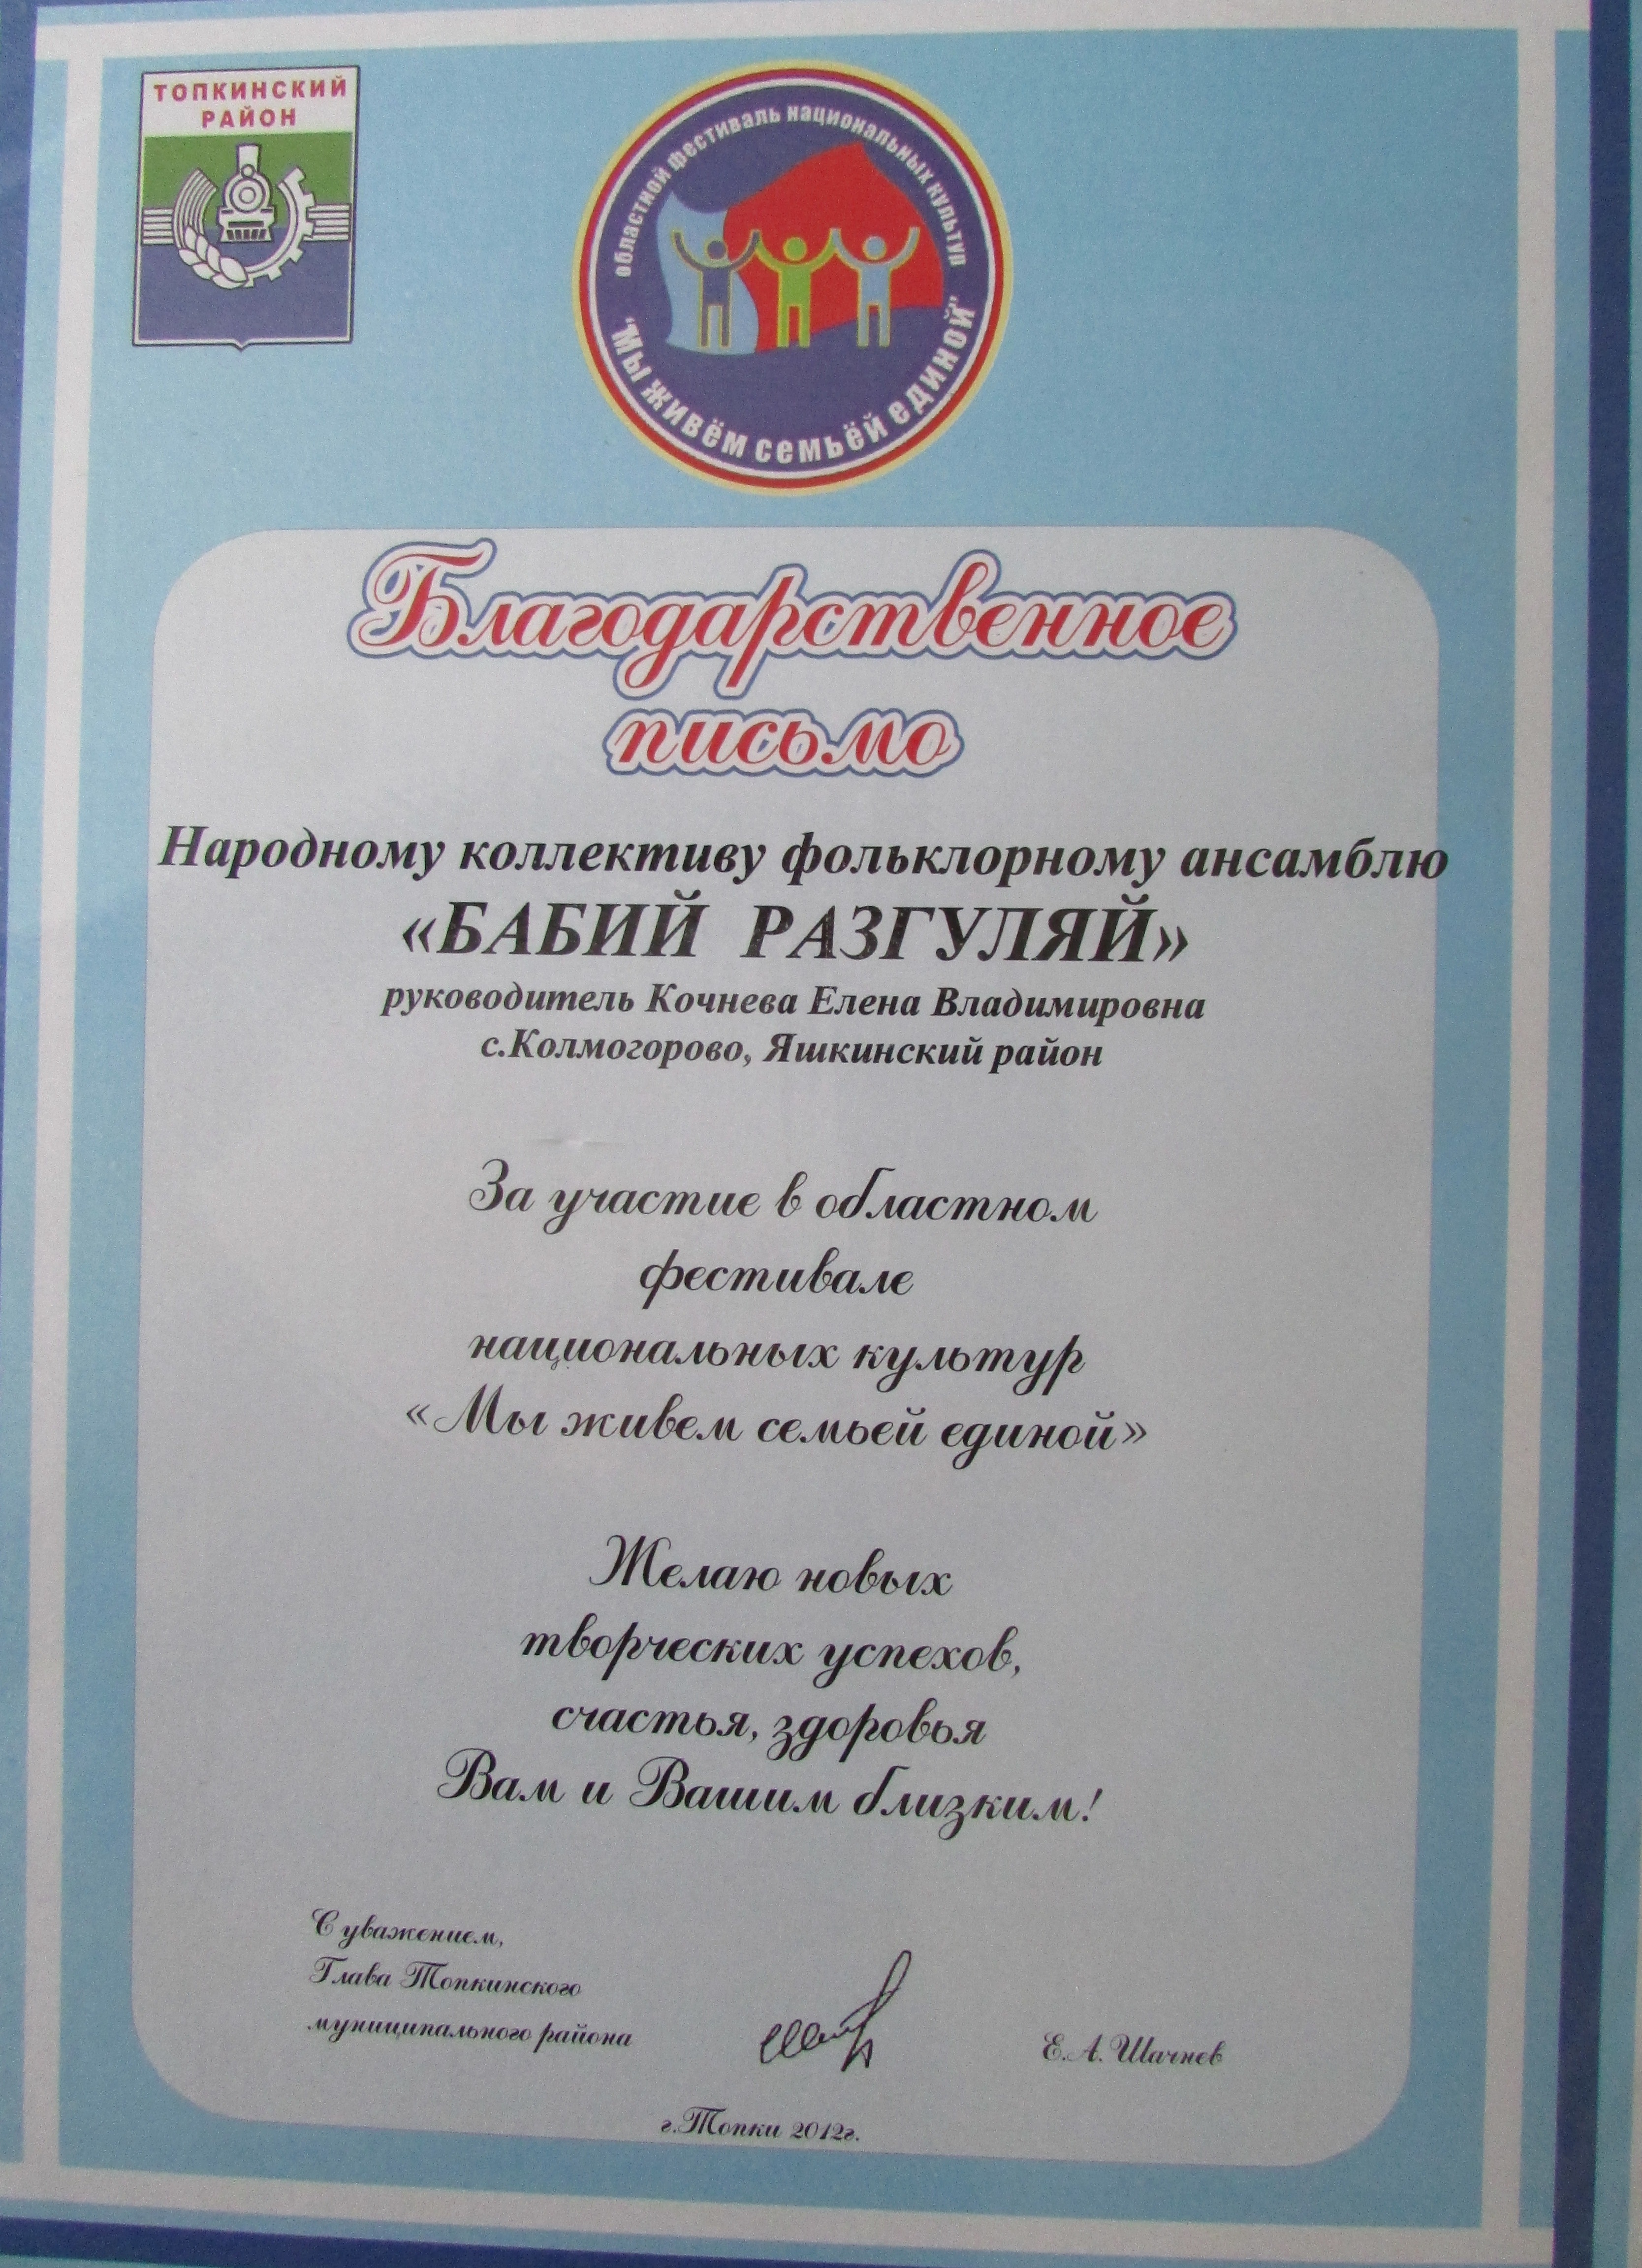 ТОПКИНСКИЙ
РАЙОН
областной фестиваль национальных культур
"Мы живём семьёй единой"
Благодарственное
письмо
Народному коллективу фольклорному ансамблю
«БАБИЙ РАЗГУЛЯЙ»
руководитель Кочнева Елена Владимировна
с.Колмогорово, Яшкинский район
За участие в областном
фестивале
национальных культур
«Мы живем семьей единой»
Желаю новых
творческих успехов,
счастья, здоровья
Вам и Вашим близким!
С уважением,
Глава Топкинского
муниципального района
Е.А.Шачнев
г.Топки 2012г.